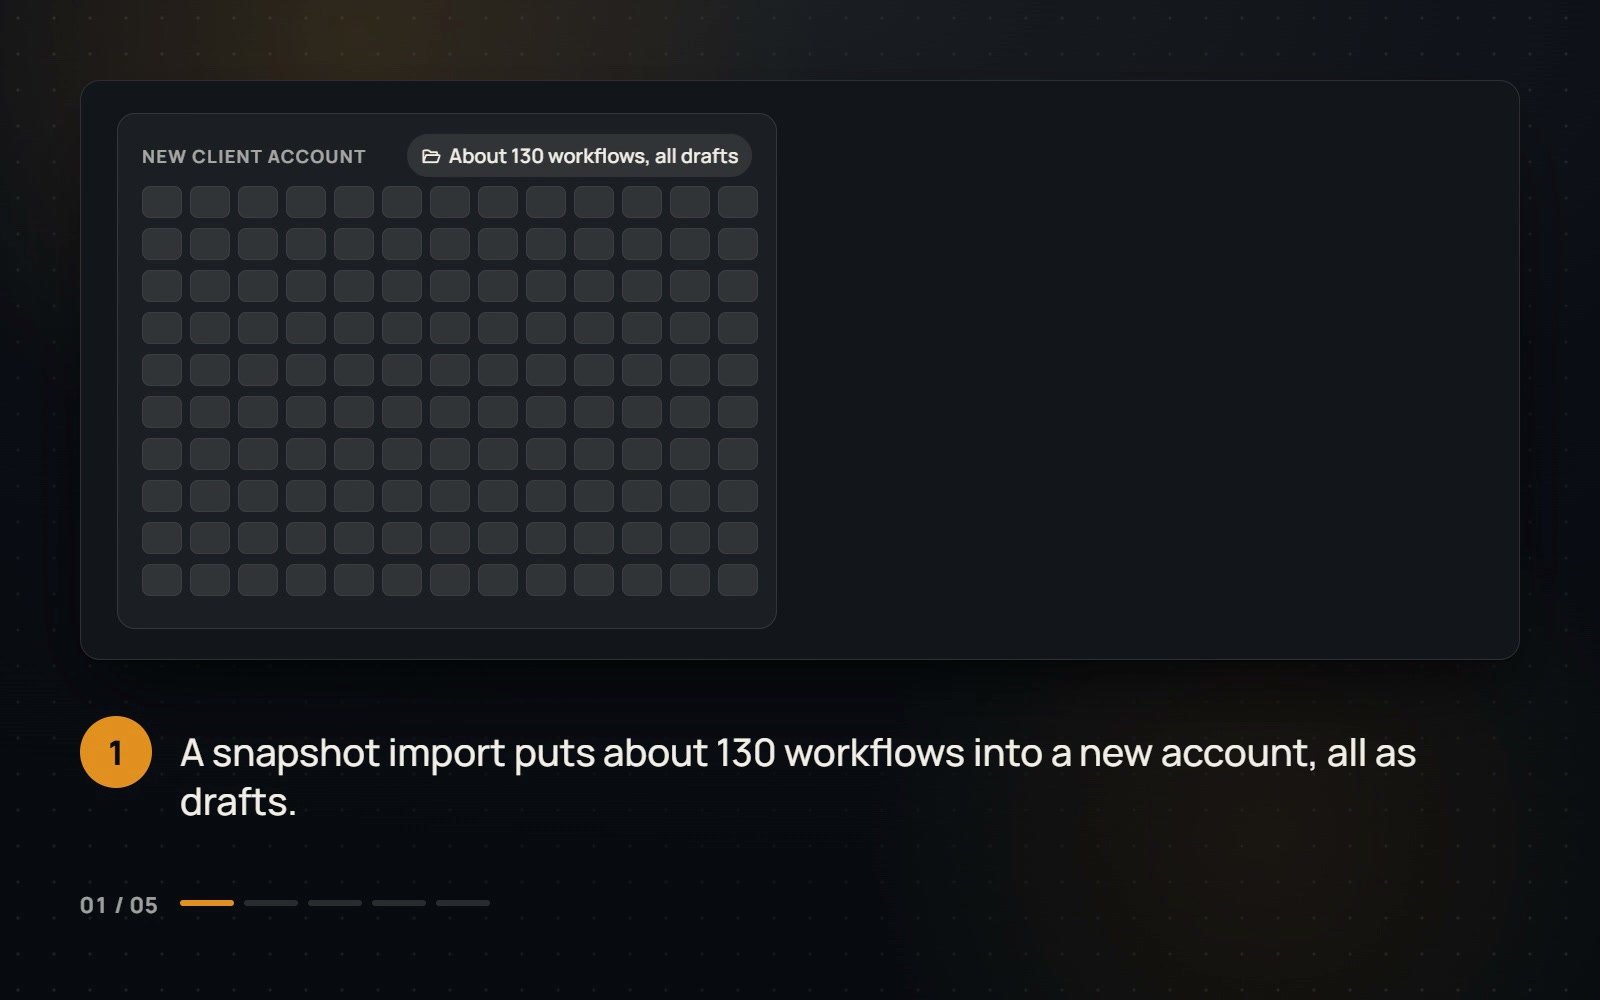 NEW CLIENT ACCOUNT
About 130 workflows, all drafts
1
A snapshot import puts about 130 workflows into a new account, all as
drafts.
01 / 05